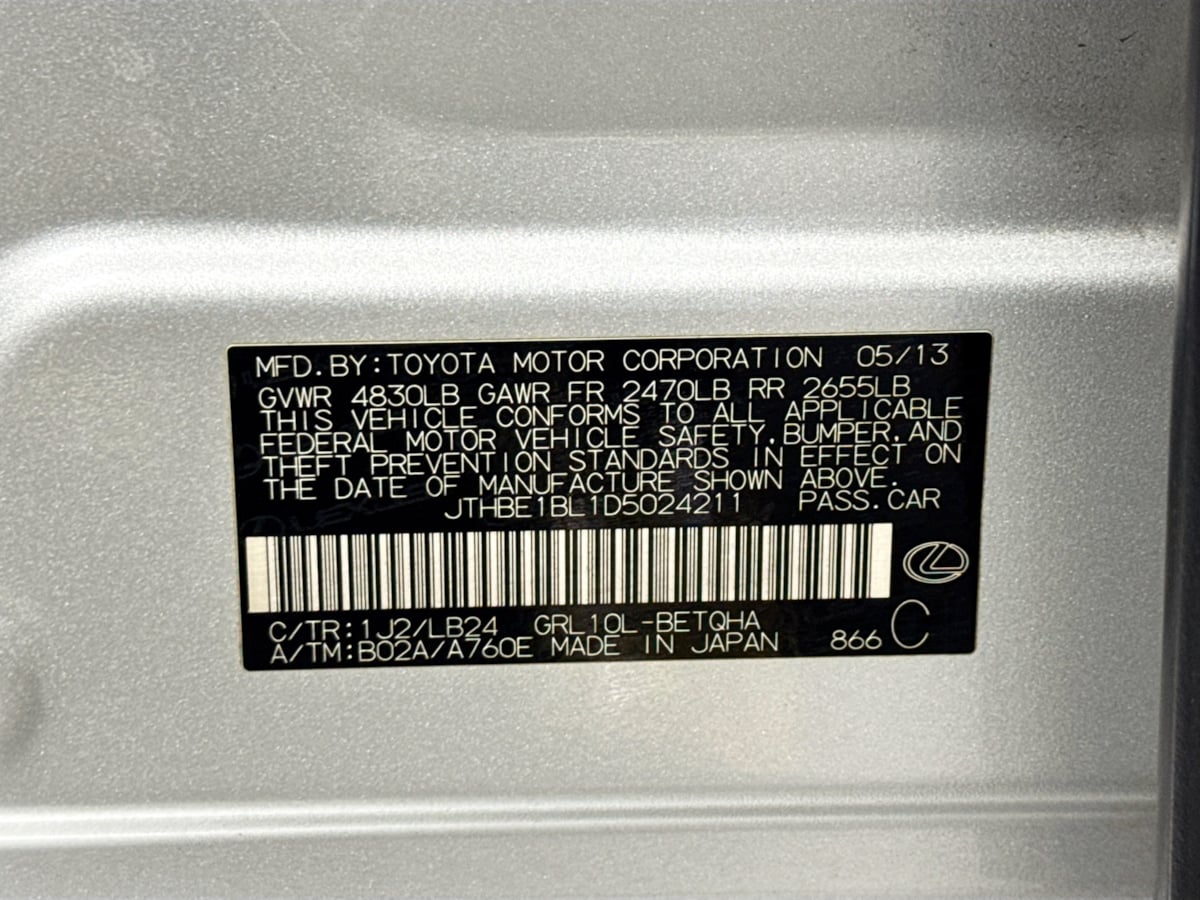 MFD. BY: TOYOTA MOTOR CORPORATION 05/13
GVWR 4830LB GAWR FR 2470LB RR 2655LB
THIS VEHICLE CONFORMS TO ALL APPLICABLE
FEDERAL MOTOR VEHICLE SAFETY, BUMPER, AND
THEFT PREVENTION STANDARDS IN EFFECT ON
THE DATE OF MANUFACTURE SHOWN ABOVE.
JTHBE1BL1D5024211 PASS. CAR
C/TR: 1J2/LB24 GRL10L-BETQHA
A/TM: B02A/A760E MADE IN JAPAN 866 C